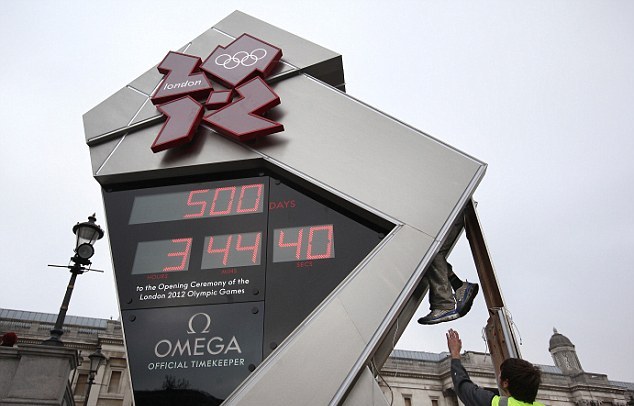 london
500 DAYS
3 44 40
HOURS MINS SECS
to the Opening Ceremony of the
London 2012 Olympic Games
Ω
OMEGA
OFFICIAL TIMEKEEPER